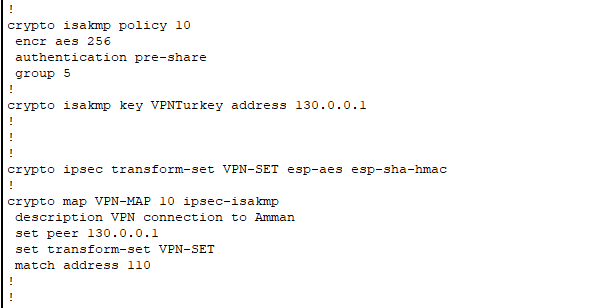 !
crypto isakmp policy 10
 encr aes 256
 authentication pre-share
 group 5
!
crypto isakmp key VPNTurkey address 130.0.0.1
!
!
!
crypto ipsec transform-set VPN-SET esp-aes esp-sha-hmac
!
crypto map VPN-MAP 10 ipsec-isakmp
 description VPN connection to Amman
 set peer 130.0.0.1
 set transform-set VPN-SET
 match address 110
!
!